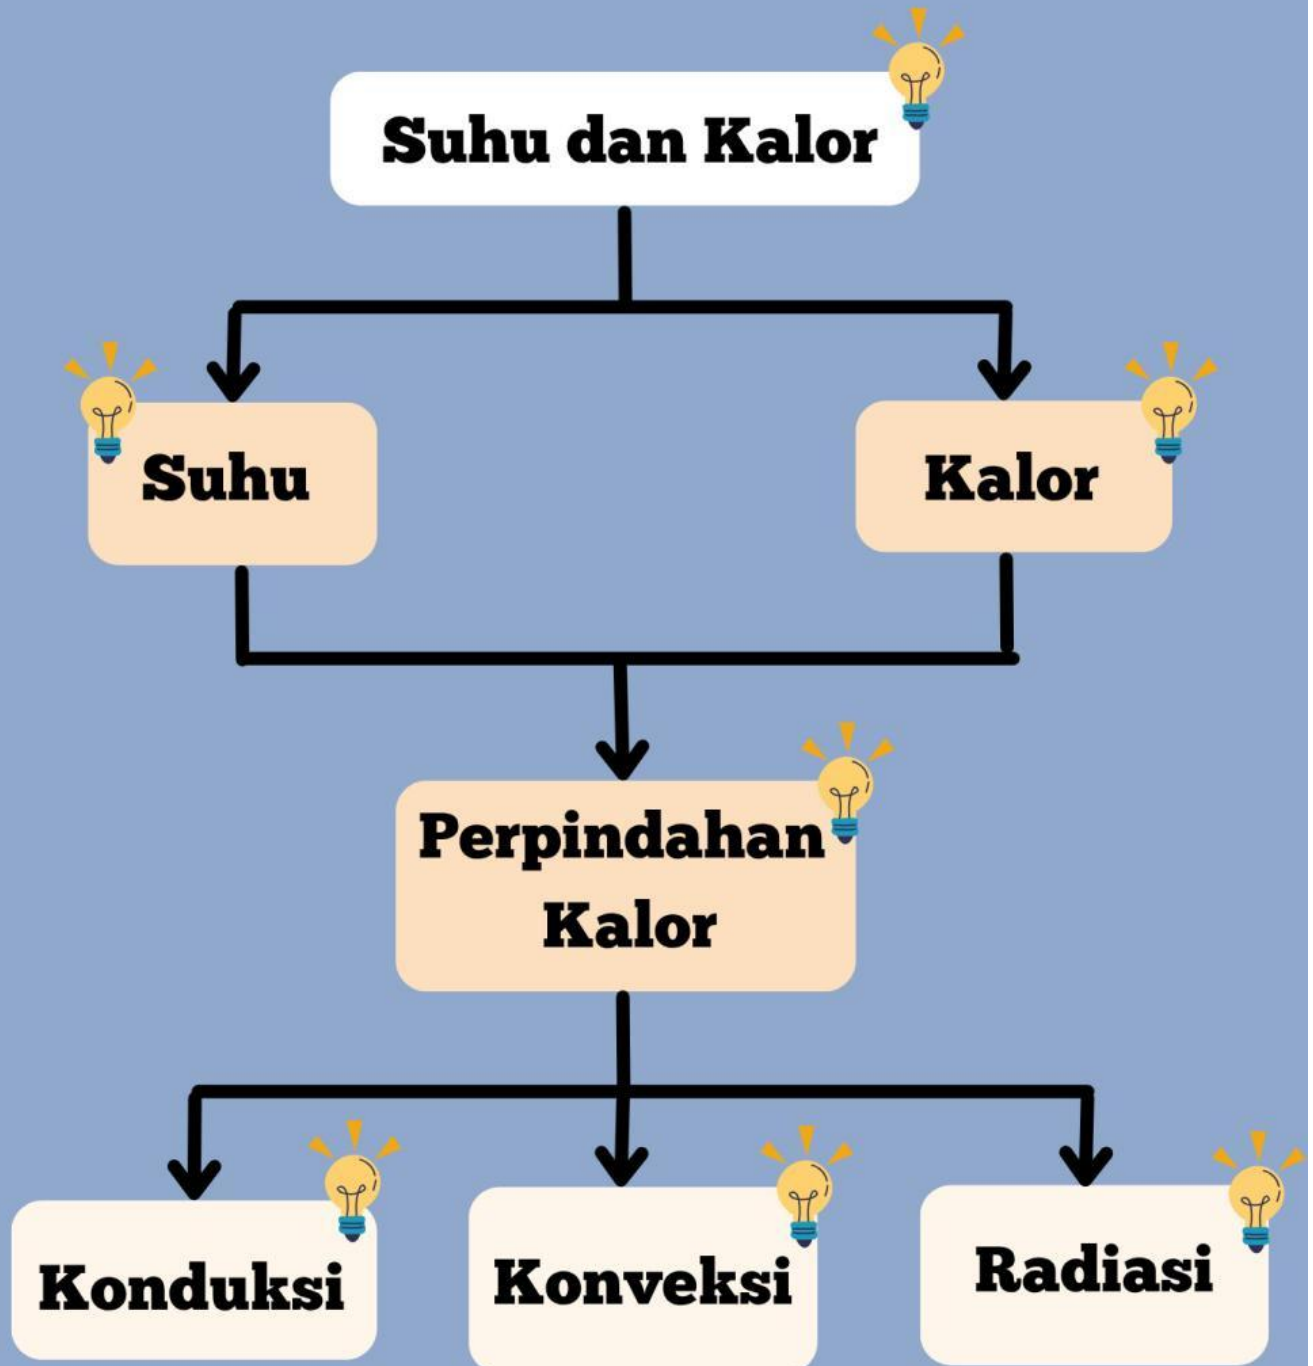 Suhu dan Kalor
Suhu
Kalor
Perpindahan
Kalor
Konduksi
Konveksi
Radiasi